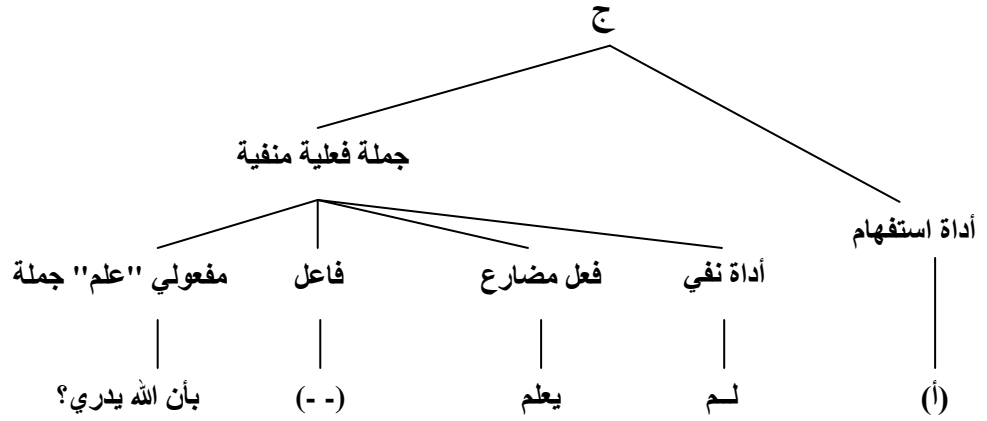 ج
جملة فعلية منفية
أداة استفهام
أداة نفي
فعل مضارع
فاعل
مفعولي "علم" جملة
(أ)
لـم
يعلم
(- -)
بأن الله يدري؟